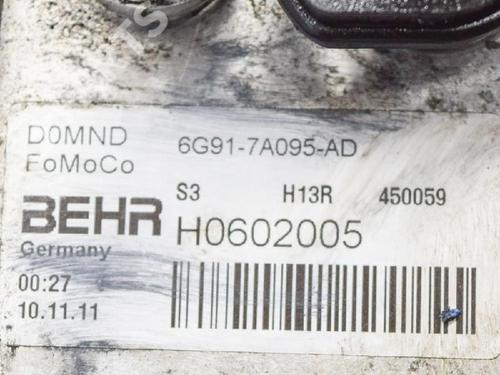 D0MND 6G91-7A095-AD
FoMoCo
S3 H13R 450059
BEHR H0602005
Germany
00:27
10.11.11